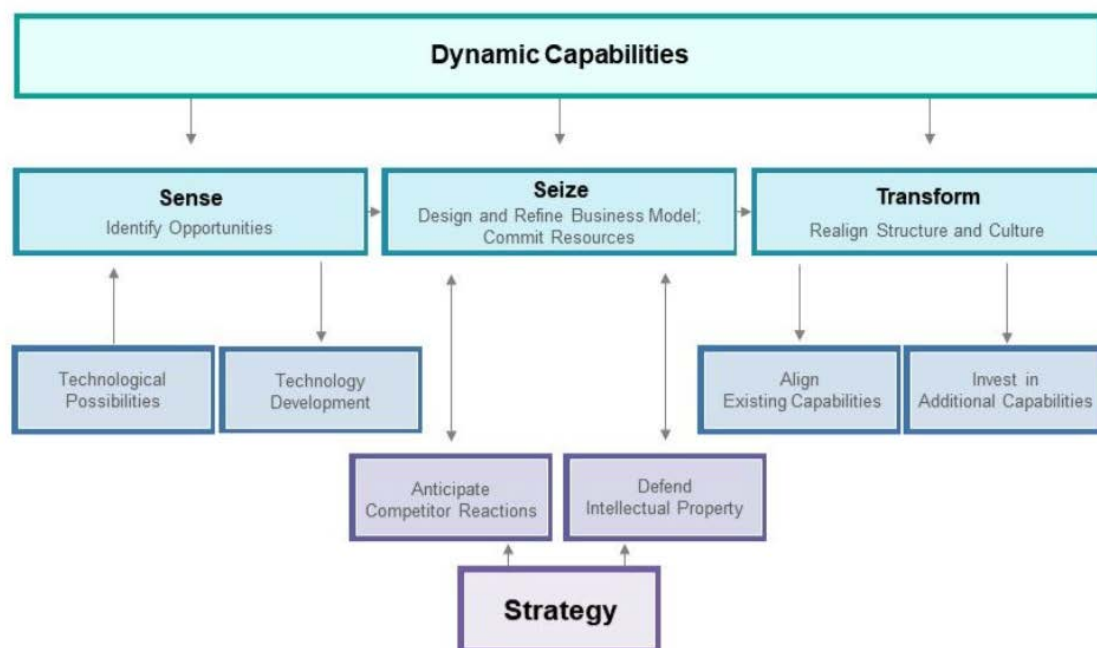 Dynamic Capabilities
Sense
Identify Opportunities
Seize
Design and Refine Business Model;
Commit Resources
Transform
Realign Structure and Culture
Technological
Possibilities
Technology
Development
Align
Existing Capabilities
Invest in
Additional Capabilities
Anticipate
Competitor Reactions
Defend
Intellectual Property
Strategy